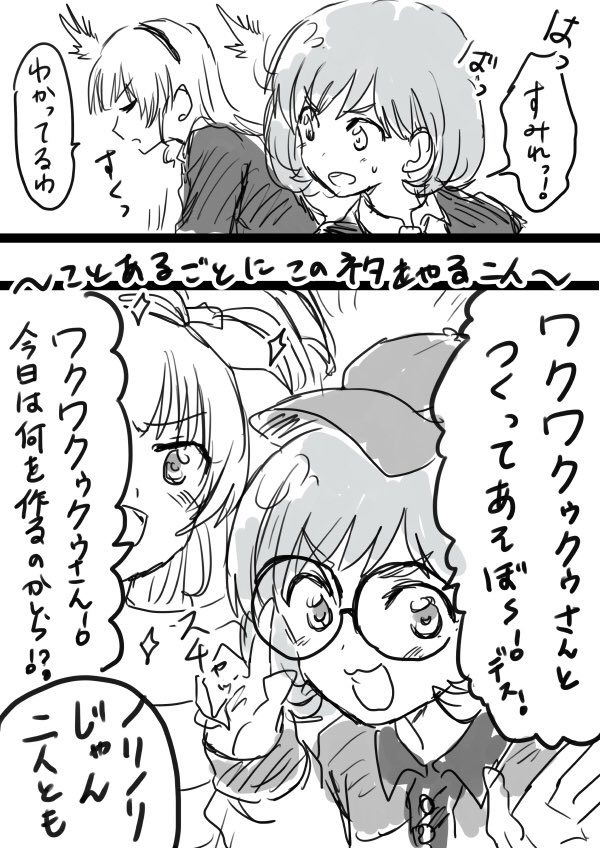 はっ
すみれっ!
ばっ
すくっ
わかってるわ
〜ことあるごとにこのネタをやる二人〜
ワクワクゥクゥさんと
つくってあそぼ〜!
デス!
ワクワクゥクゥさん!
今日は何を作るのかしら!?
スチャッ
ノリノリ
じゃん
二人とも